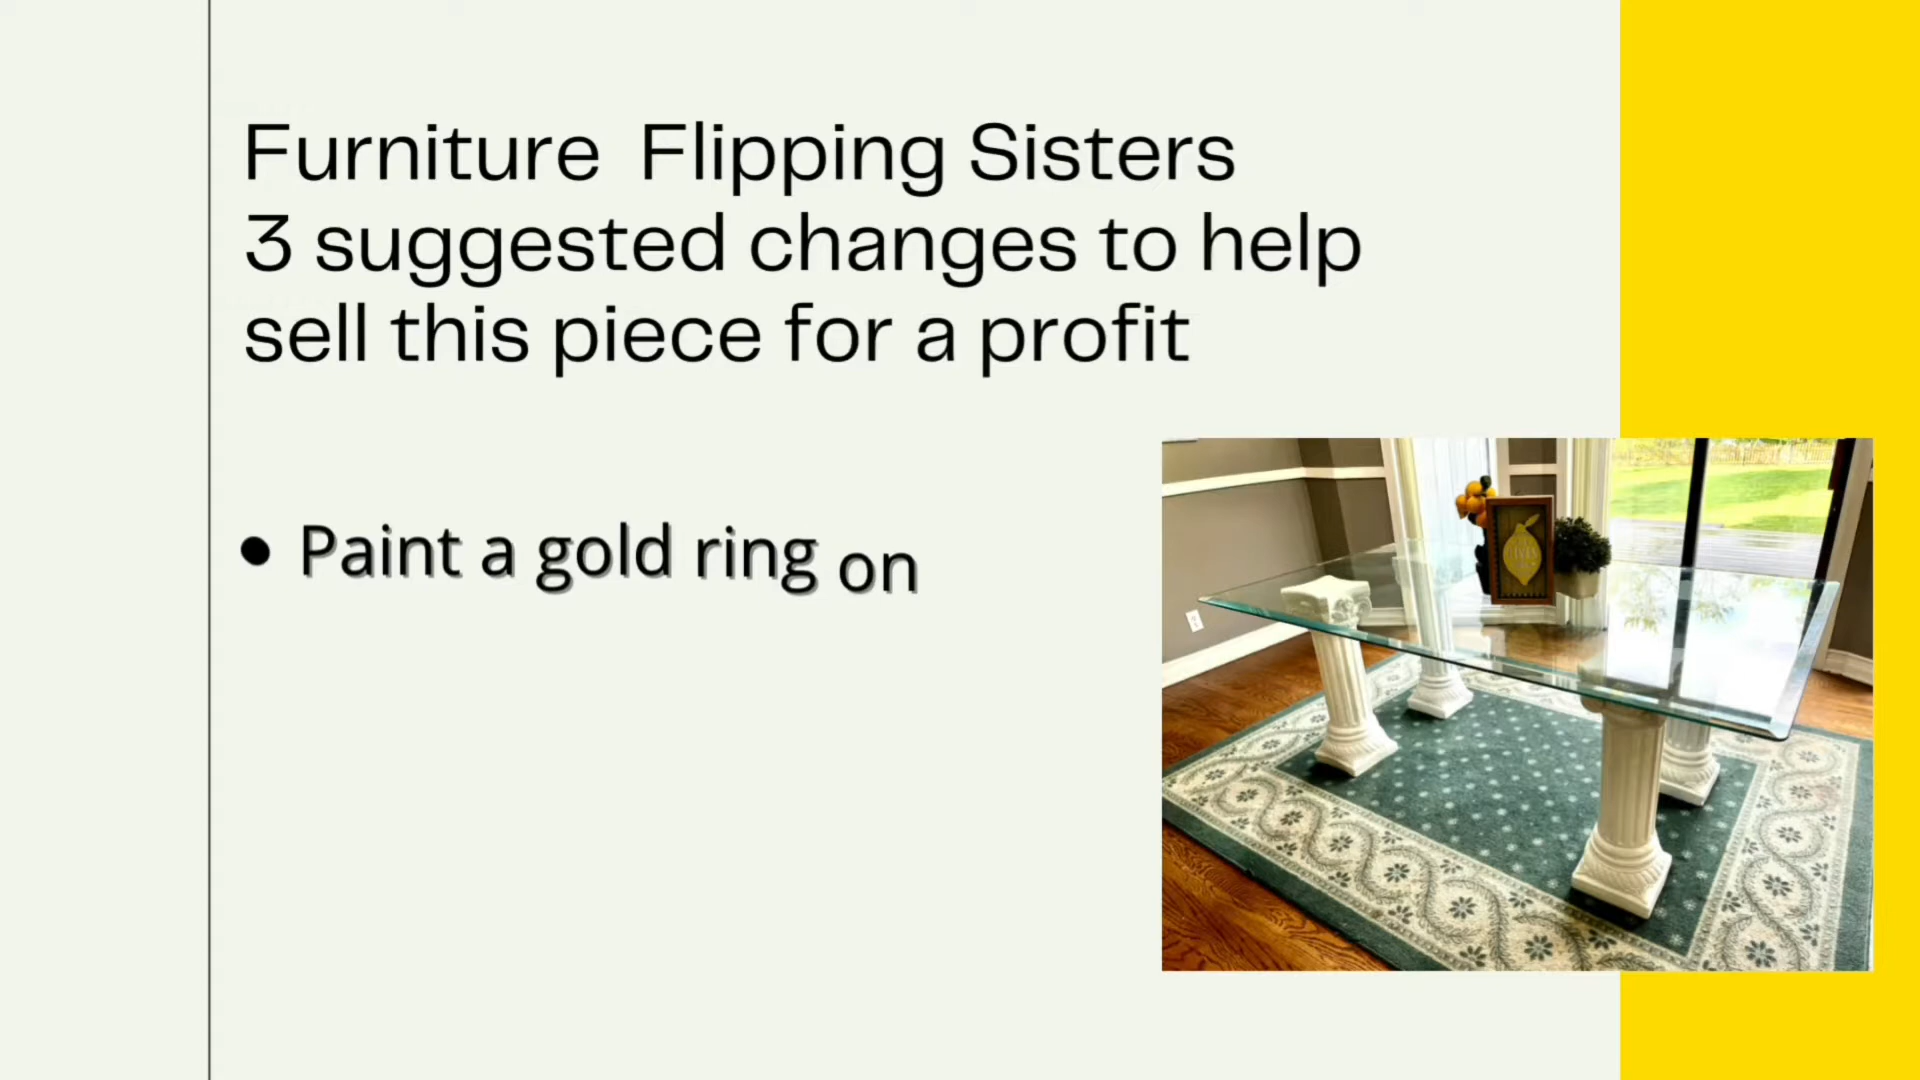 Furniture Flipping Sisters
3 suggested changes to help
sell this piece for a profit
• Paint a gold ring on